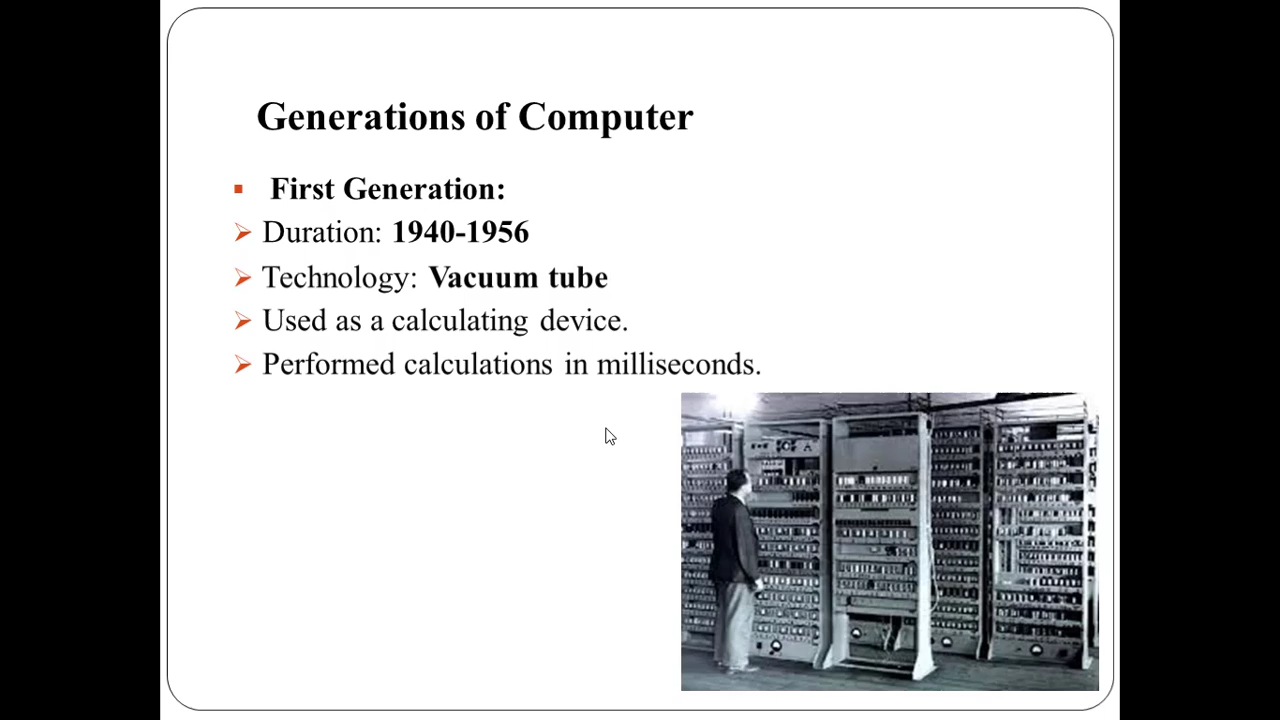 Generations of Computer
First Generation:
Duration: 1940-1956
Technology: Vacuum tube
Used as a calculating device.
Performed calculations in milliseconds.